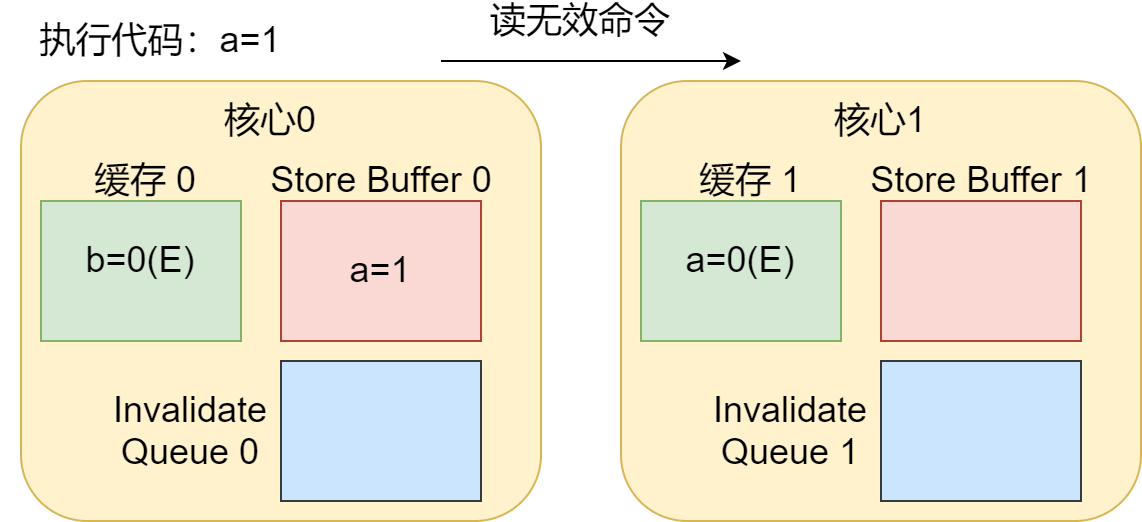 执行代码：a=1
读无效命令
核心0
缓存 0
Store Buffer 0
b=0(E)
a=1
Invalidate
Queue 0
核心1
缓存 1
Store Buffer 1
a=0(E)
Invalidate
Queue 1